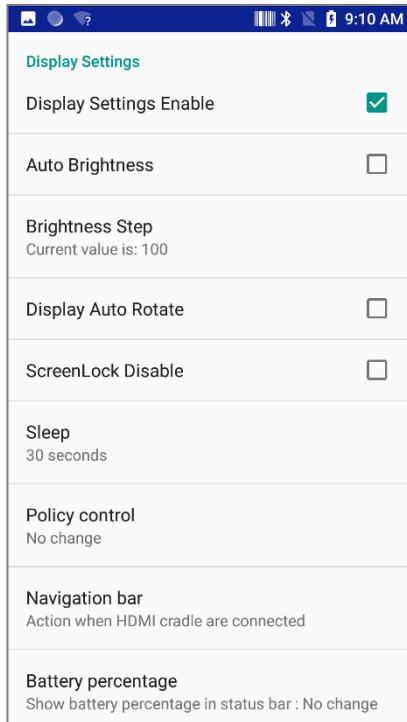 9:10 AM
Display Settings
Display Settings Enable
Auto Brightness
Brightness Step
Current value is: 100
Display Auto Rotate
ScreenLock Disable
Sleep
30 seconds
Policy control
No change
Navigation bar
Action when HDMI cradle are connected
Battery percentage
Show battery percentage in status bar : No change